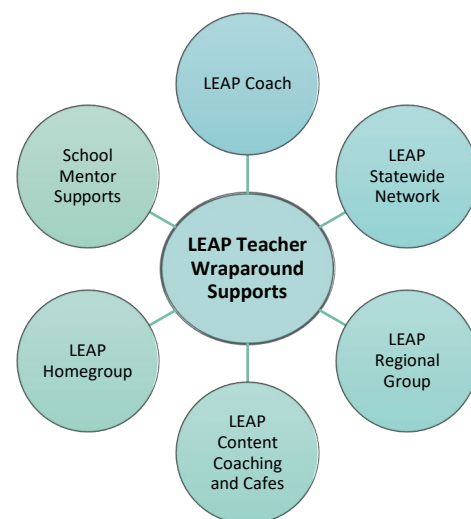 LEAP Coach
School
Mentor
Supports
LEAP
Statewide
Network
LEAP Teacher
Wraparound
Supports
LEAP
Homegroup
LEAP
Regional
Group
LEAP
Content
Coaching
and Cafes